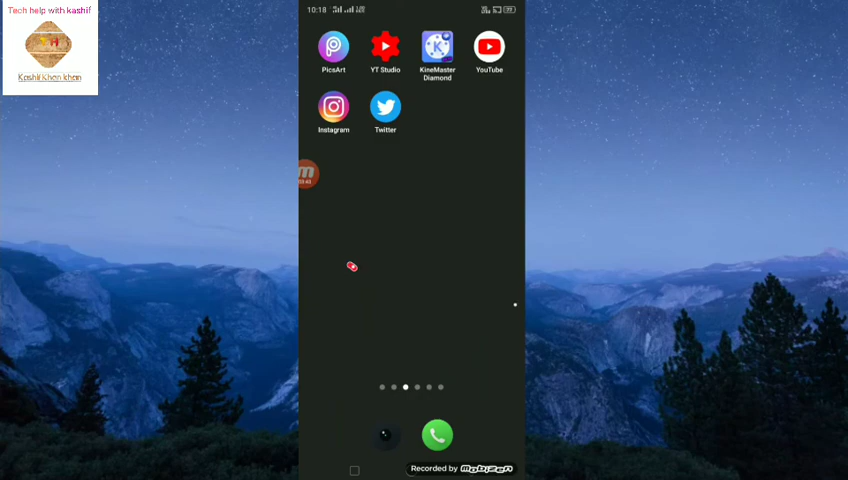 Tech help with kashif
Kashif Khan khan
10:18
PicsArt
YT Studio
KineMaster
Diamond
YouTube
Instagram
Twitter
Recorded by mobizen